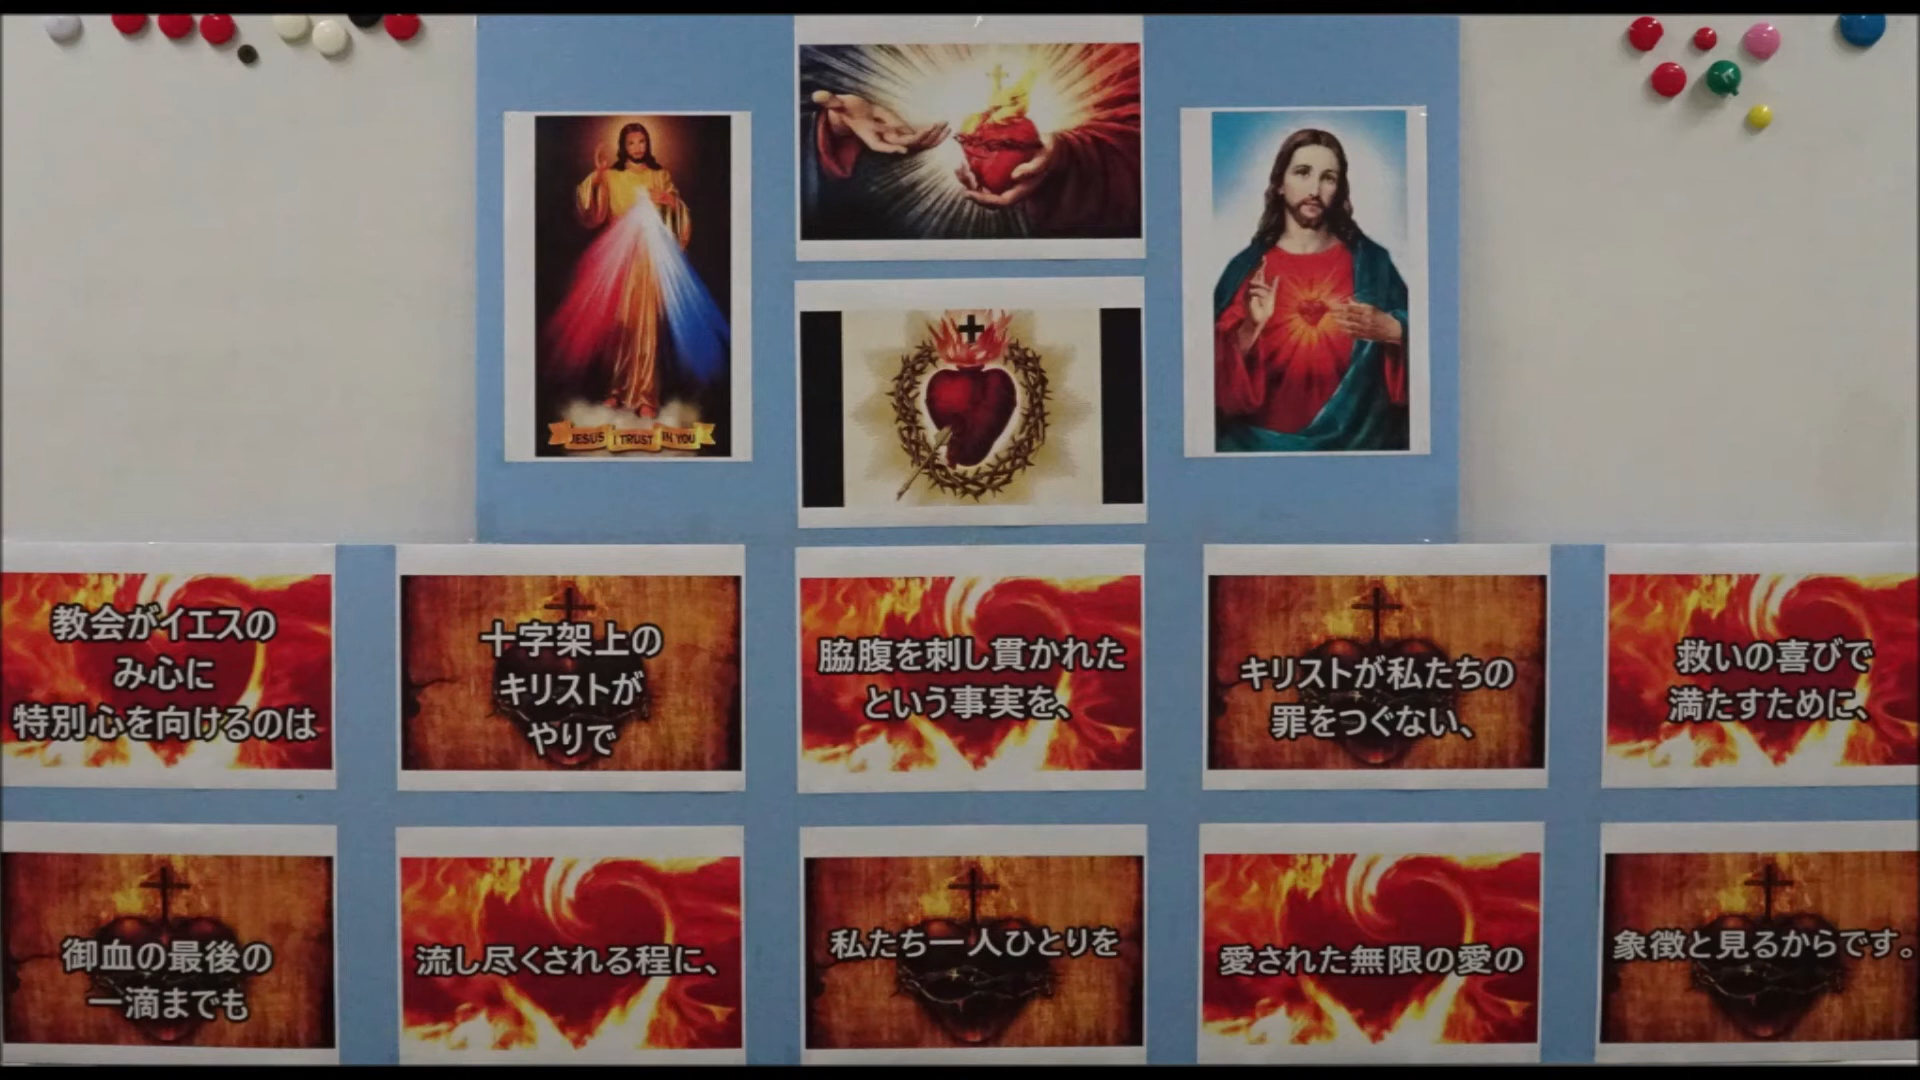 JESUS I TRUST IN YOU
教会がイエスの
み心に
特別心を向けるのは
十字架上の
キリストが
やりで
脇腹を刺し貫かれた
という事実を、
キリストが私たちの
罪をつぐない、
救いの喜びで
満たすために、
御血の最後の
一滴までも
流し尽くされる程に、
私たち一人ひとりを
愛された無限の愛の
象徴と見るからです。